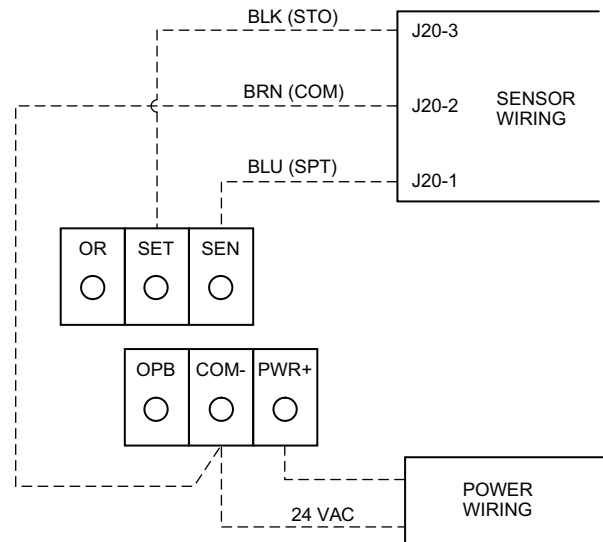 BLK (STO)
J20-3
BRN (COM)
J20-2
SENSOR
WIRING
BLU (SPT)
J20-1
OR
SET
SEN
OPB
COM-
PWR+
24 VAC
POWER
WIRING